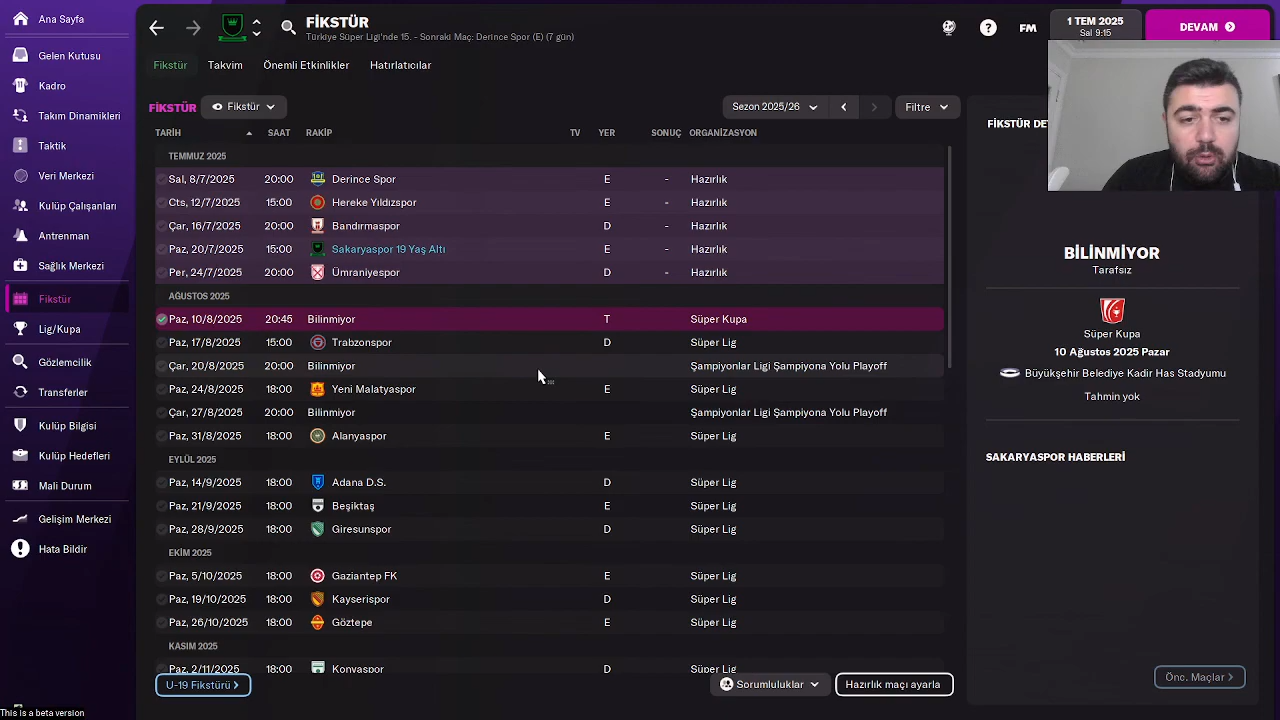 Ana Sayfa
Gelen Kutusu
Kadro
Takım Dinamikleri
Taktik
Veri Merkezi
Kulüp Çalışanları
Antrenman
Sağlık Merkezi
Fikstür
Lig/Kupa
Gözlemcilik
Transferler
Kulüp Bilgisi
Kulüp Hedefleri
Mali Durum
Gelişim Merkezi
Hata Bildir
This is a beta version
FİKSTÜR
Türkiye Süper Ligi'nde 15. - Sonraki Maç: Derince Spor (E) (7 gün)
FM
1 TEM 2025
Sal 9:15
DEVAM
Fikstür Takvim Önemli Etkinlikler Hatırlatıcılar
FİKSTÜR Fikstür Sezon 2025/26 Filtre
TARİH SAAT RAKİP TV YER SONUÇ ORGANİZASYON
TEMMUZ 2025
Sal, 8/7/2025 20:00 Derince Spor E - Hazırlık
Cts, 12/7/2025 15:00 Hereke Yıldızspor E - Hazırlık
Çar, 16/7/2025 20:00 Bandırmaspor D - Hazırlık
Paz, 20/7/2025 15:00 Sakaryaspor 19 Yaş Altı E - Hazırlık
Per, 24/7/2025 20:00 Ümraniyespor D - Hazırlık
AĞUSTOS 2025
Paz, 10/8/2025 20:45 Bilinmiyor T Süper Kupa
Paz, 17/8/2025 15:00 Trabzonspor D Süper Lig
Çar, 20/8/2025 20:00 Bilinmiyor Şampiyonlar Ligi Şampiyona Yolu Playoff
Paz, 24/8/2025 18:00 Yeni Malatyaspor E Süper Lig
Çar, 27/8/2025 20:00 Bilinmiyor Şampiyonlar Ligi Şampiyona Yolu Playoff
Paz, 31/8/2025 18:00 Alanyaspor E Süper Lig
EYLÜL 2025
Paz, 14/9/2025 18:00 Adana D.S. D Süper Lig
Paz, 21/9/2025 18:00 Beşiktaş E Süper Lig
Paz, 28/9/2025 18:00 Giresunspor D Süper Lig
EKİM 2025
Paz, 5/10/2025 18:00 Gaziantep FK E Süper Lig
Paz, 19/10/2025 18:00 Kayserispor D Süper Lig
Paz, 26/10/2025 18:00 Göztepe E Süper Lig
KASIM 2025
Paz, 2/11/2025 18:00 Konyaspor D Süper Lig
U-19 Fikstürü
Sorumluluklar
Hazırlık maçı ayarla
FİKSTÜR
BİLİNMİYOR
Tarafsız
Süper Kupa
10 Ağustos 2025 Pazar
Büyükşehir Belediye Kadir Has Stadyumu
Tahmin yok
SAKARYASPOR HABERLERİ
Önc. Maçlar